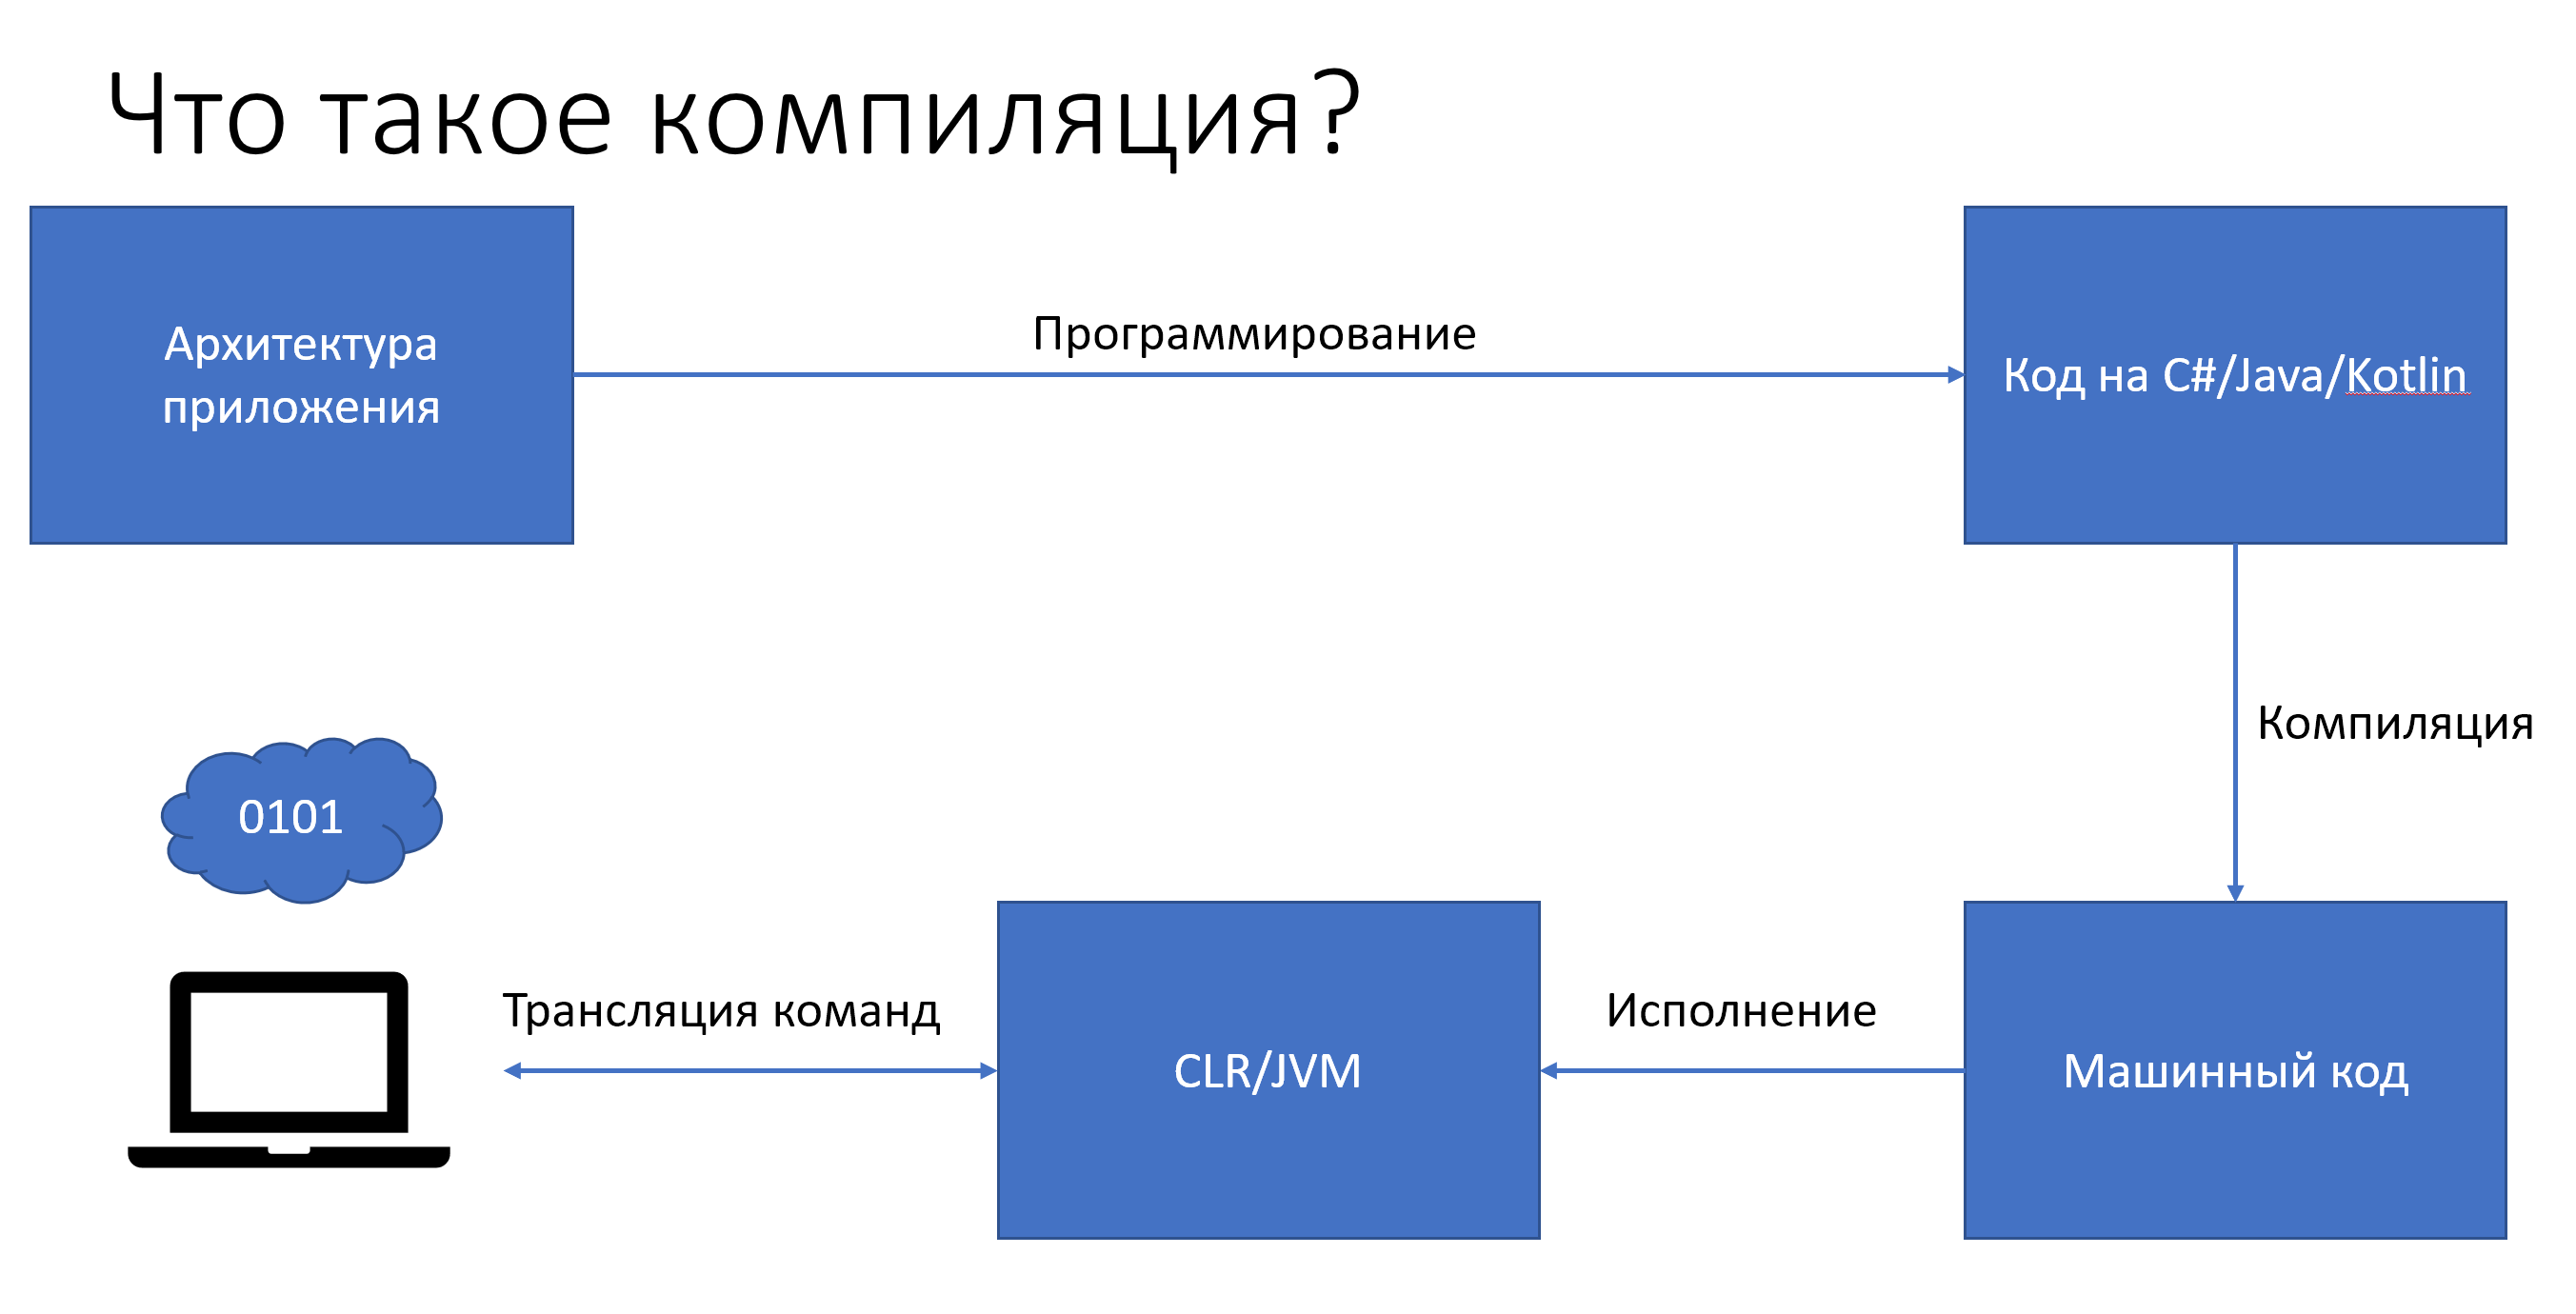 Что такое компиляция?
Архитектура
приложения
Программирование
Код на C#/Java/Kotlin
Компиляция
0101
Трансляция команд
CLR/JVM
Исполнение
Машинный код